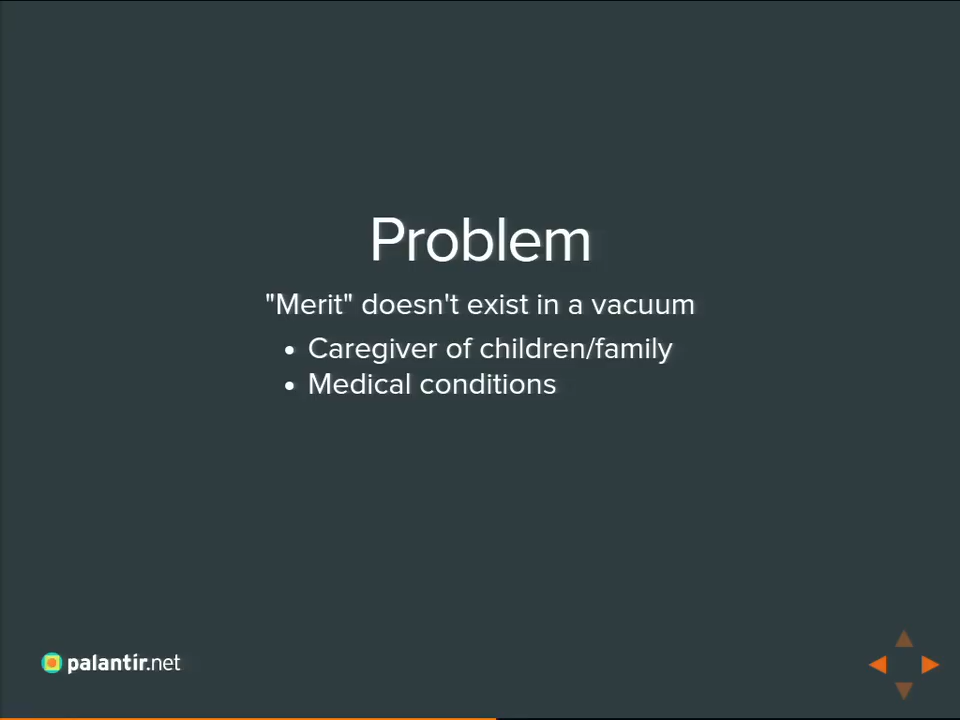 Problem
"Merit" doesn't exist in a vacuum
• Caregiver of children/family
• Medical conditions
palantir.net